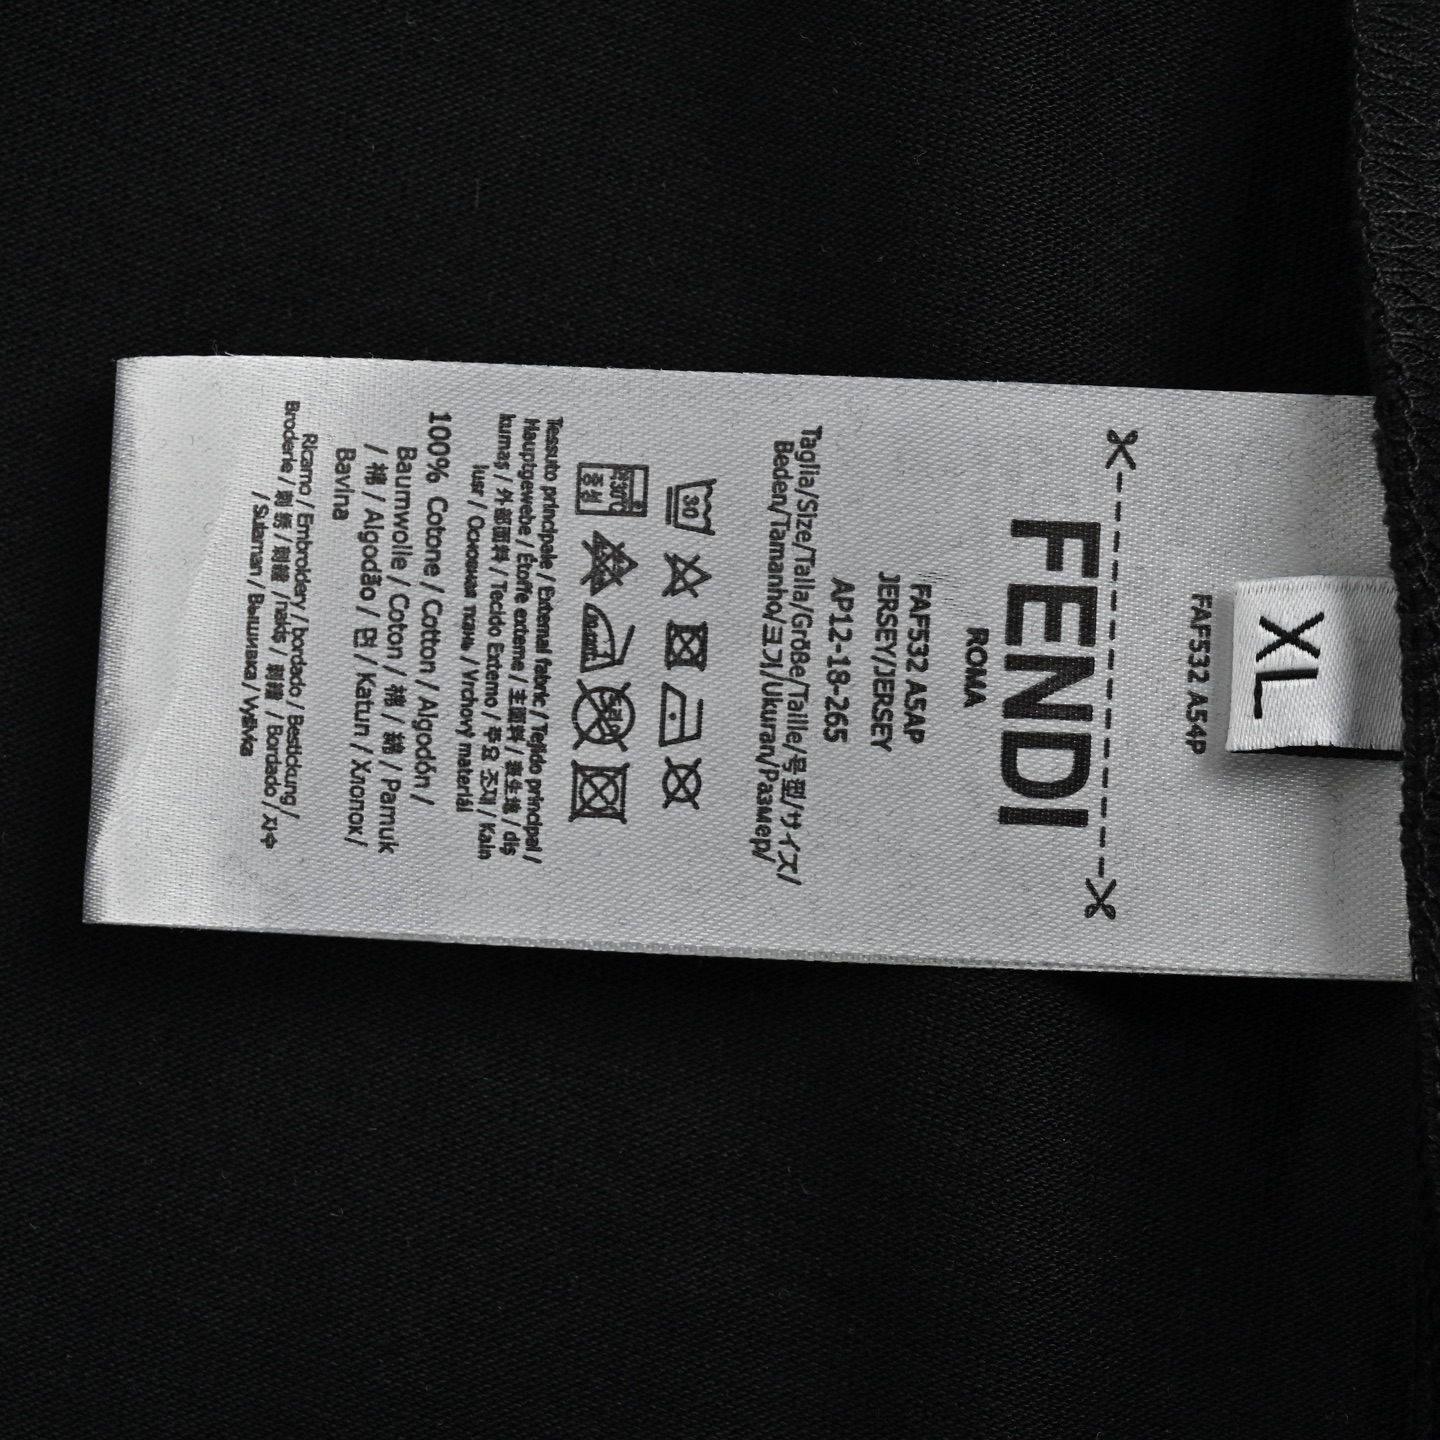 XL
FAF532 A54P
FENDI
ROMA
FAF532 A5AP
JERSEY/JERSEY
AP12-18-265
Taglia/Size/Talla/Größe/Taille/号型/サイズ/
Beden/Tamanho/크기/Ukuran/Размер/
30
중성
Tessuto principale / External fabric / Tejido principal /
Hauptgewebe / Étoffe externe / 主面料 / 表生地 / dış
kumaş / 外部面料 / Tecido Externo / 주요 조재 / Kain
luar / Основная ткань / Vrchový materiál
100% Cotone / Cotton / Algodón /
Baumwolle / Coton / 棉 / 綿 / Pamuk
/ 棉 / Algodão / 면 / Katun / Хлопок /
Bavlna
Ricamo / Embroidery / bordado / Bestickung /
Broderie / 刺绣 / 刺繍 / nakış / 刺繡 / Bordado / 자수
/ Sulaman / Вышивка / Výšivka